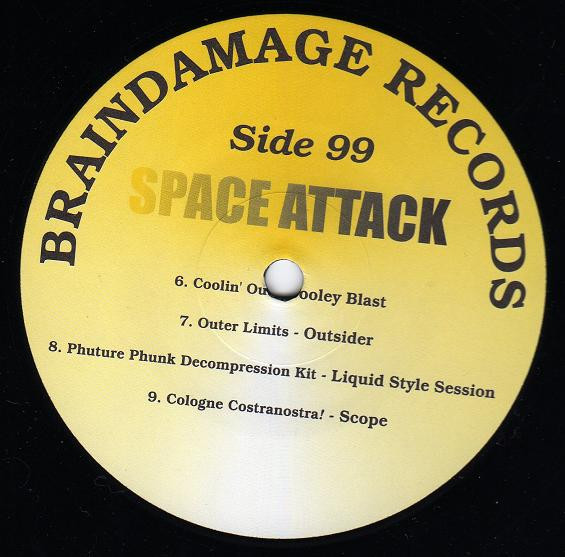 BRAINDAMAGE RECORDS
Side 99
SPACE ATTACK
6. Coolin' Ou ooley Blast
7. Outer Limits - Outsider
8. Phuture Phunk Decompression Kit - Liquid Style Session
9. Cologne Costranostra! - Scope